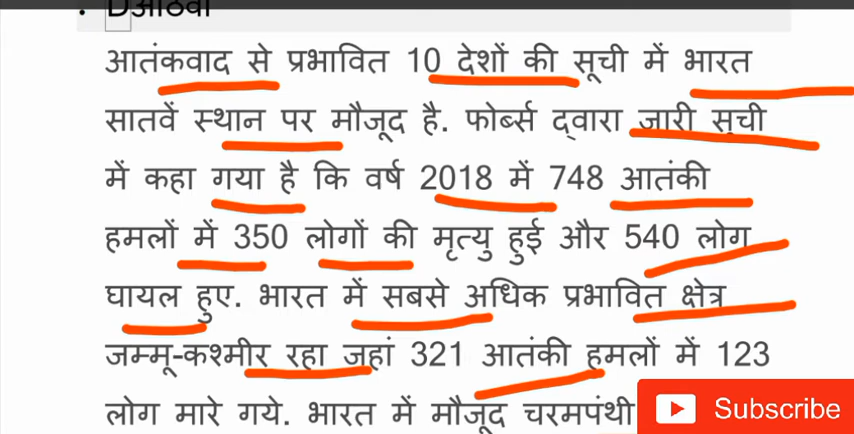 D आठवां
आतंकवाद से प्रभावित 10 देशों की सूची में भारत
सातवें स्थान पर मौजूद है. फोर्ब्स द्वारा जारी सूची
में कहा गया है कि वर्ष 2018 में 748 आतंकी
हमलों में 350 लोगों की मृत्यु हुई और 540 लोग
घायल हुए. भारत में सबसे अधिक प्रभावित क्षेत्र
जम्मू-कश्मीर रहा जहां 321 आतंकी हमलों में 123
लोग मारे गये. भारत में मौजूद चरमपंथी
Subscribe